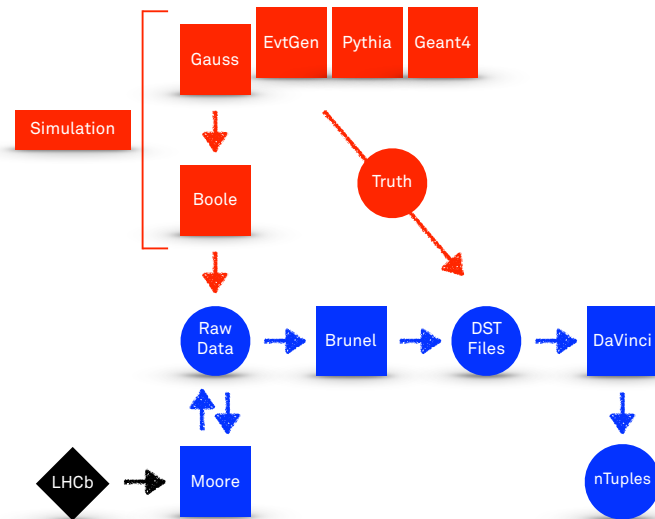 EvtGen
Pythia
Geant4
Gauss
Simulation
Truth
Boole
Raw
Data
Brunel
DST
Files
DaVinci
LHCb
Moore
nTuples